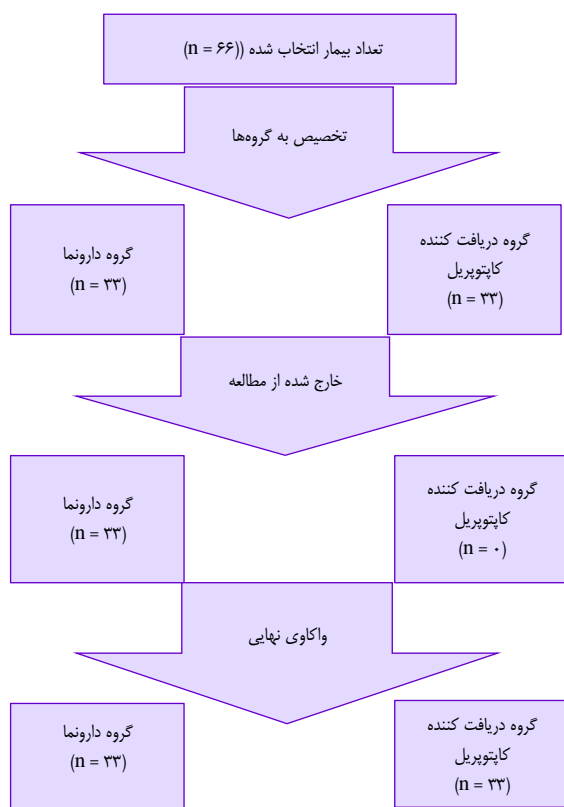 تعداد بیمار انتخاب شده ((n = ۶۶)
تخصیص به گروه‌ها
گروه دریافت کننده
کاپتوپریل
(n = ۳۳)
گروه دارونما
(n = ۳۳)
خارج شده از مطالعه
گروه دریافت کننده
کاپتوپریل
(n = ۰)
گروه دارونما
(n = ۳۳)
واکاوی نهایی
گروه دریافت کننده
کاپتوپریل
(n = ۳۳)
گروه دارونما
(n = ۳۳)